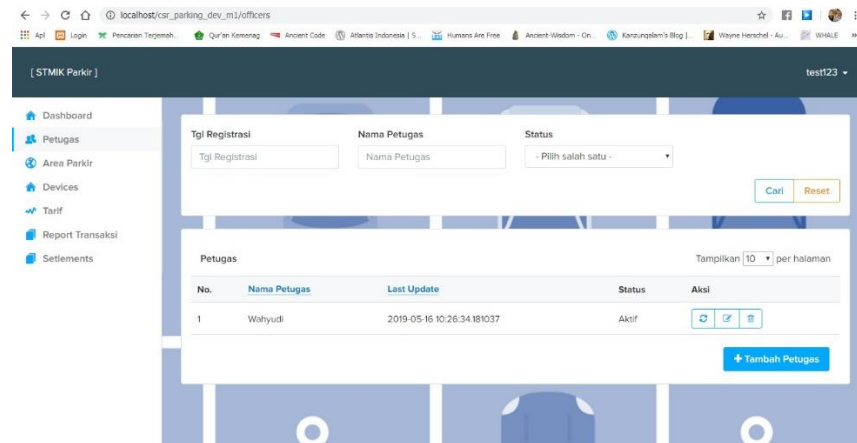 localhost/csr_parking_dev_m1/officers
Apl Login Pencarian Terjemah... Qur'an Kemenag Ancient Code Atlantis Indonesia | S... Humans Are Free Ancient-Wisdom - On... Kanzunqalam's Blog |... Wayne Herschel - Au... WHALE
[ STMIK Parkir ] test123
Dashboard
Petugas
Area Parkir
Devices
Tarif
Report Transaksi
Setlements
Tgl Registrasi Nama Petugas Status
Tgl Registrasi Nama Petugas - Pilih salah satu -
Cari Reset
Petugas Tampilkan 10 per halaman
No. Nama Petugas Last Update Status Aksi
1 Wahyudi 2019-05-16 10:26:34.181037 Aktif
+ Tambah Petugas